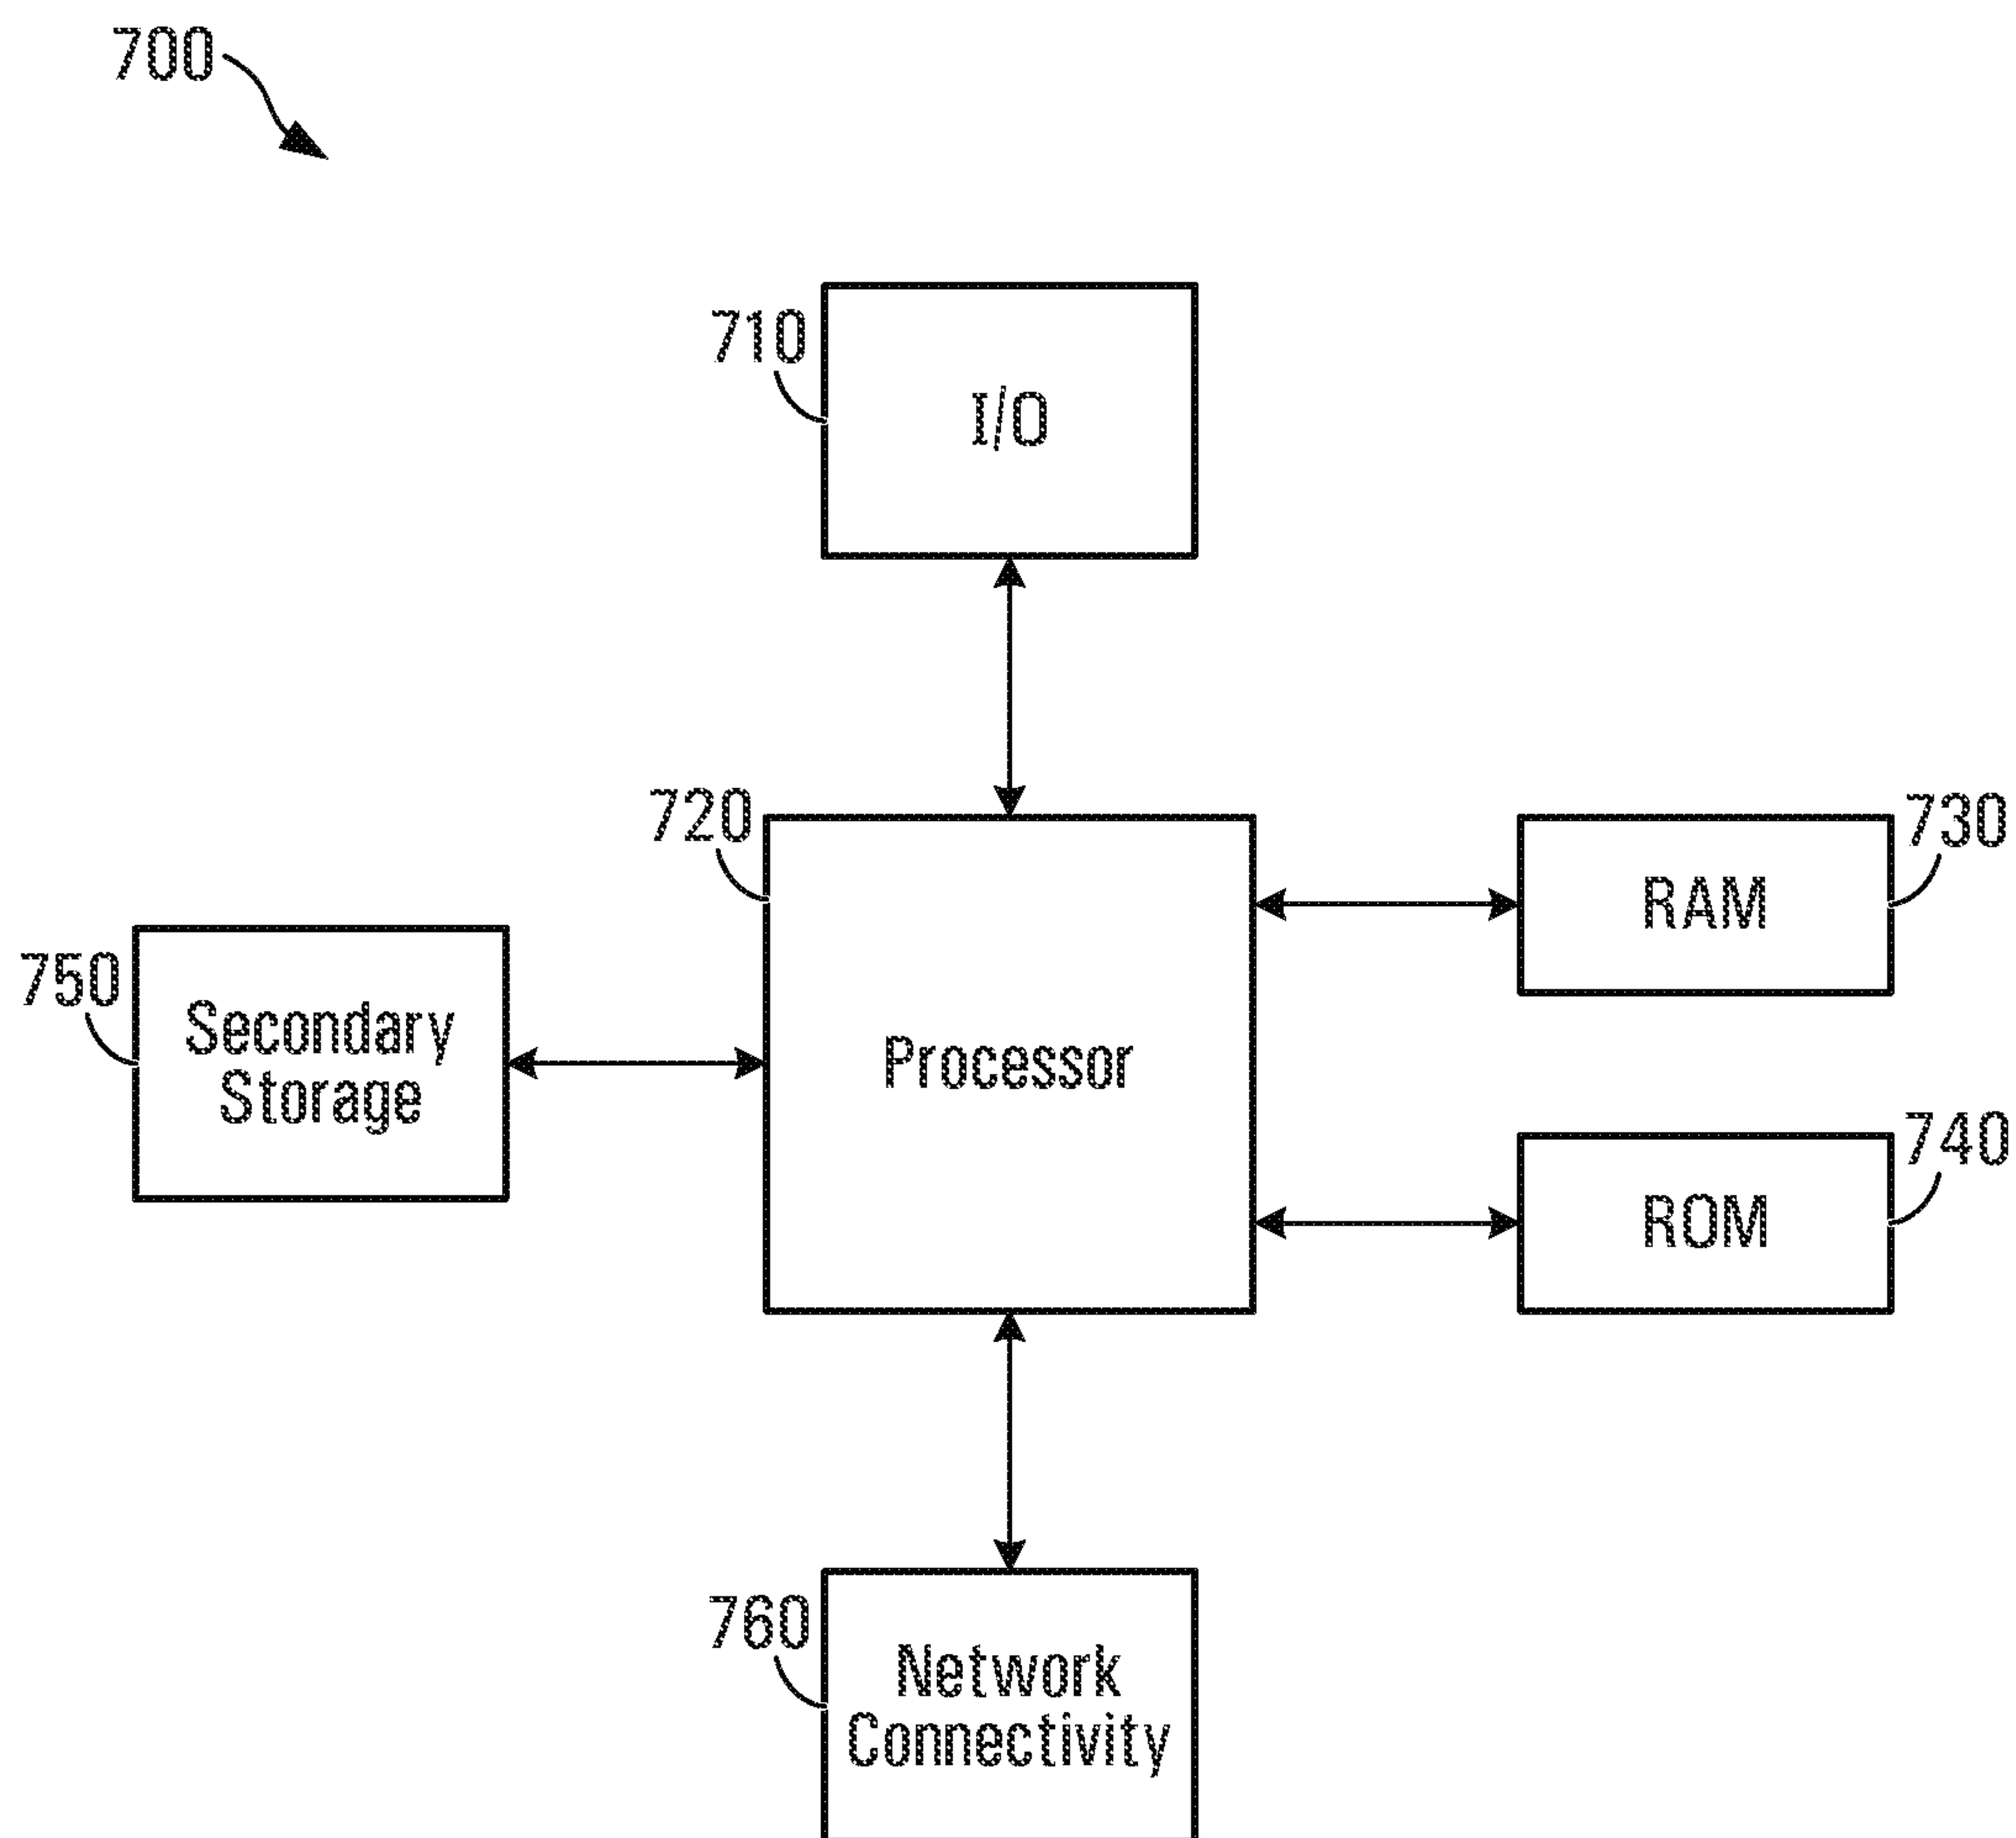 700
710
I/O
720
730
RAM
750
Secondary
Storage
Processor
740
ROM
760
Network
Connectivity